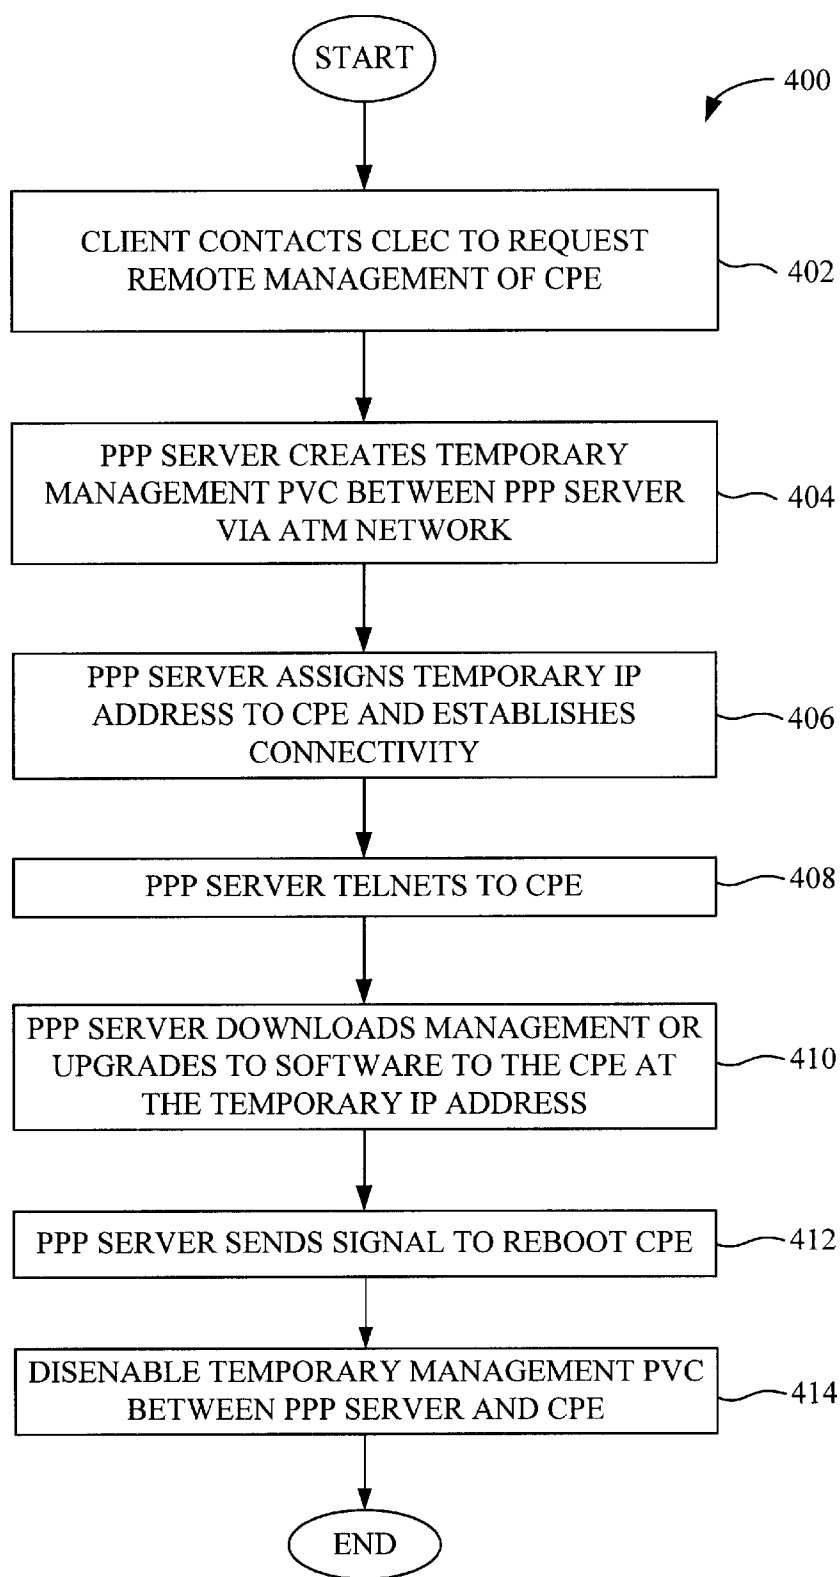 START
400
CLIENT CONTACTS CLEC TO REQUEST
REMOTE MANAGEMENT OF CPE
402
PPP SERVER CREATES TEMPORARY
MANAGEMENT PVC BETWEEN PPP SERVER
VIA ATM NETWORK
404
PPP SERVER ASSIGNS TEMPORARY IP
ADDRESS TO CPE AND ESTABLISHES
CONNECTIVITY
406
PPP SERVER TELNETS TO CPE
408
PPP SERVER DOWNLOADS MANAGEMENT OR
UPGRADES TO SOFTWARE TO THE CPE AT
THE TEMPORARY IP ADDRESS
410
PPP SERVER SENDS SIGNAL TO REBOOT CPE
412
DISENABLE TEMPORARY MANAGEMENT PVC
BETWEEN PPP SERVER AND CPE
414
END